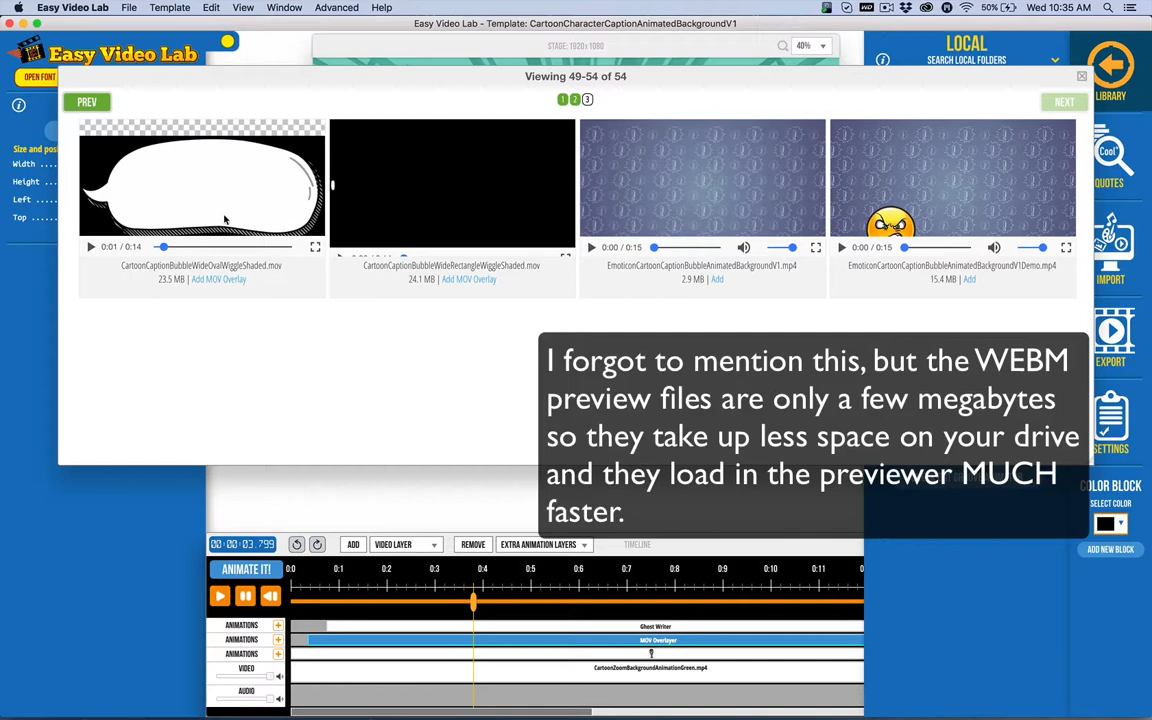 Easy Video Lab File Template Edit View Window Advanced Help 50% Wed 10:35 AM
Easy Video Lab - Template: CartoonCharacterCaptionAnimatedBackgroundV1
Easy Video Lab
OPEN FONT
STAGE: 1920x1080
40%
LOCAL
SEARCH LOCAL FOLDERS
LIBRARY
Viewing 49-54 of 54
PREV
1 2 3
NEXT
Size and pos
Width
Height
Left
Top
0:01 / 0:14
0:00 / 0:15
0:00 / 0:15
CartoonCaptionBubbleWideOvalWiggleShaded.mov
23.5 MB | Add MOV Overlay
CartoonCaptionBubbleWideRectangleWiggleShaded.mov
24.1 MB | Add MOV Overlay
EmoticonCartoonCaptionBubbleAnimatedBackgroundV1.mp4
2.9 MB | Add
EmoticonCartoonCaptionBubbleAnimatedBackgroundV1Demo.mp4
15.4 MB | Add
Cool"
QUOTES
IMPORT
EXPORT
SETTINGS
I forgot to mention this, but the WEBM
preview files are only a few megabytes
so they take up less space on your drive
and they load in the previewer MUCH
faster.
COLOR BLOCK
SELECT COLOR
ADD NEW BLOCK
00:00:03.799
ADD
VIDEO LAYER
REMOVE
EXTRA ANIMATION LAYERS
TIMELINE
ANIMATE IT!
0:0 0:1 0:2 0:3 0:4 0:5 0:6 0:7 0:8 0:9 0:10 0:11
ANIMATIONS + Ghost Writer
ANIMATIONS + MOV Overlayer
ANIMATIONS +
VIDEO CartoonZoomBackgroundAnimationGreen.mp4
AUDIO